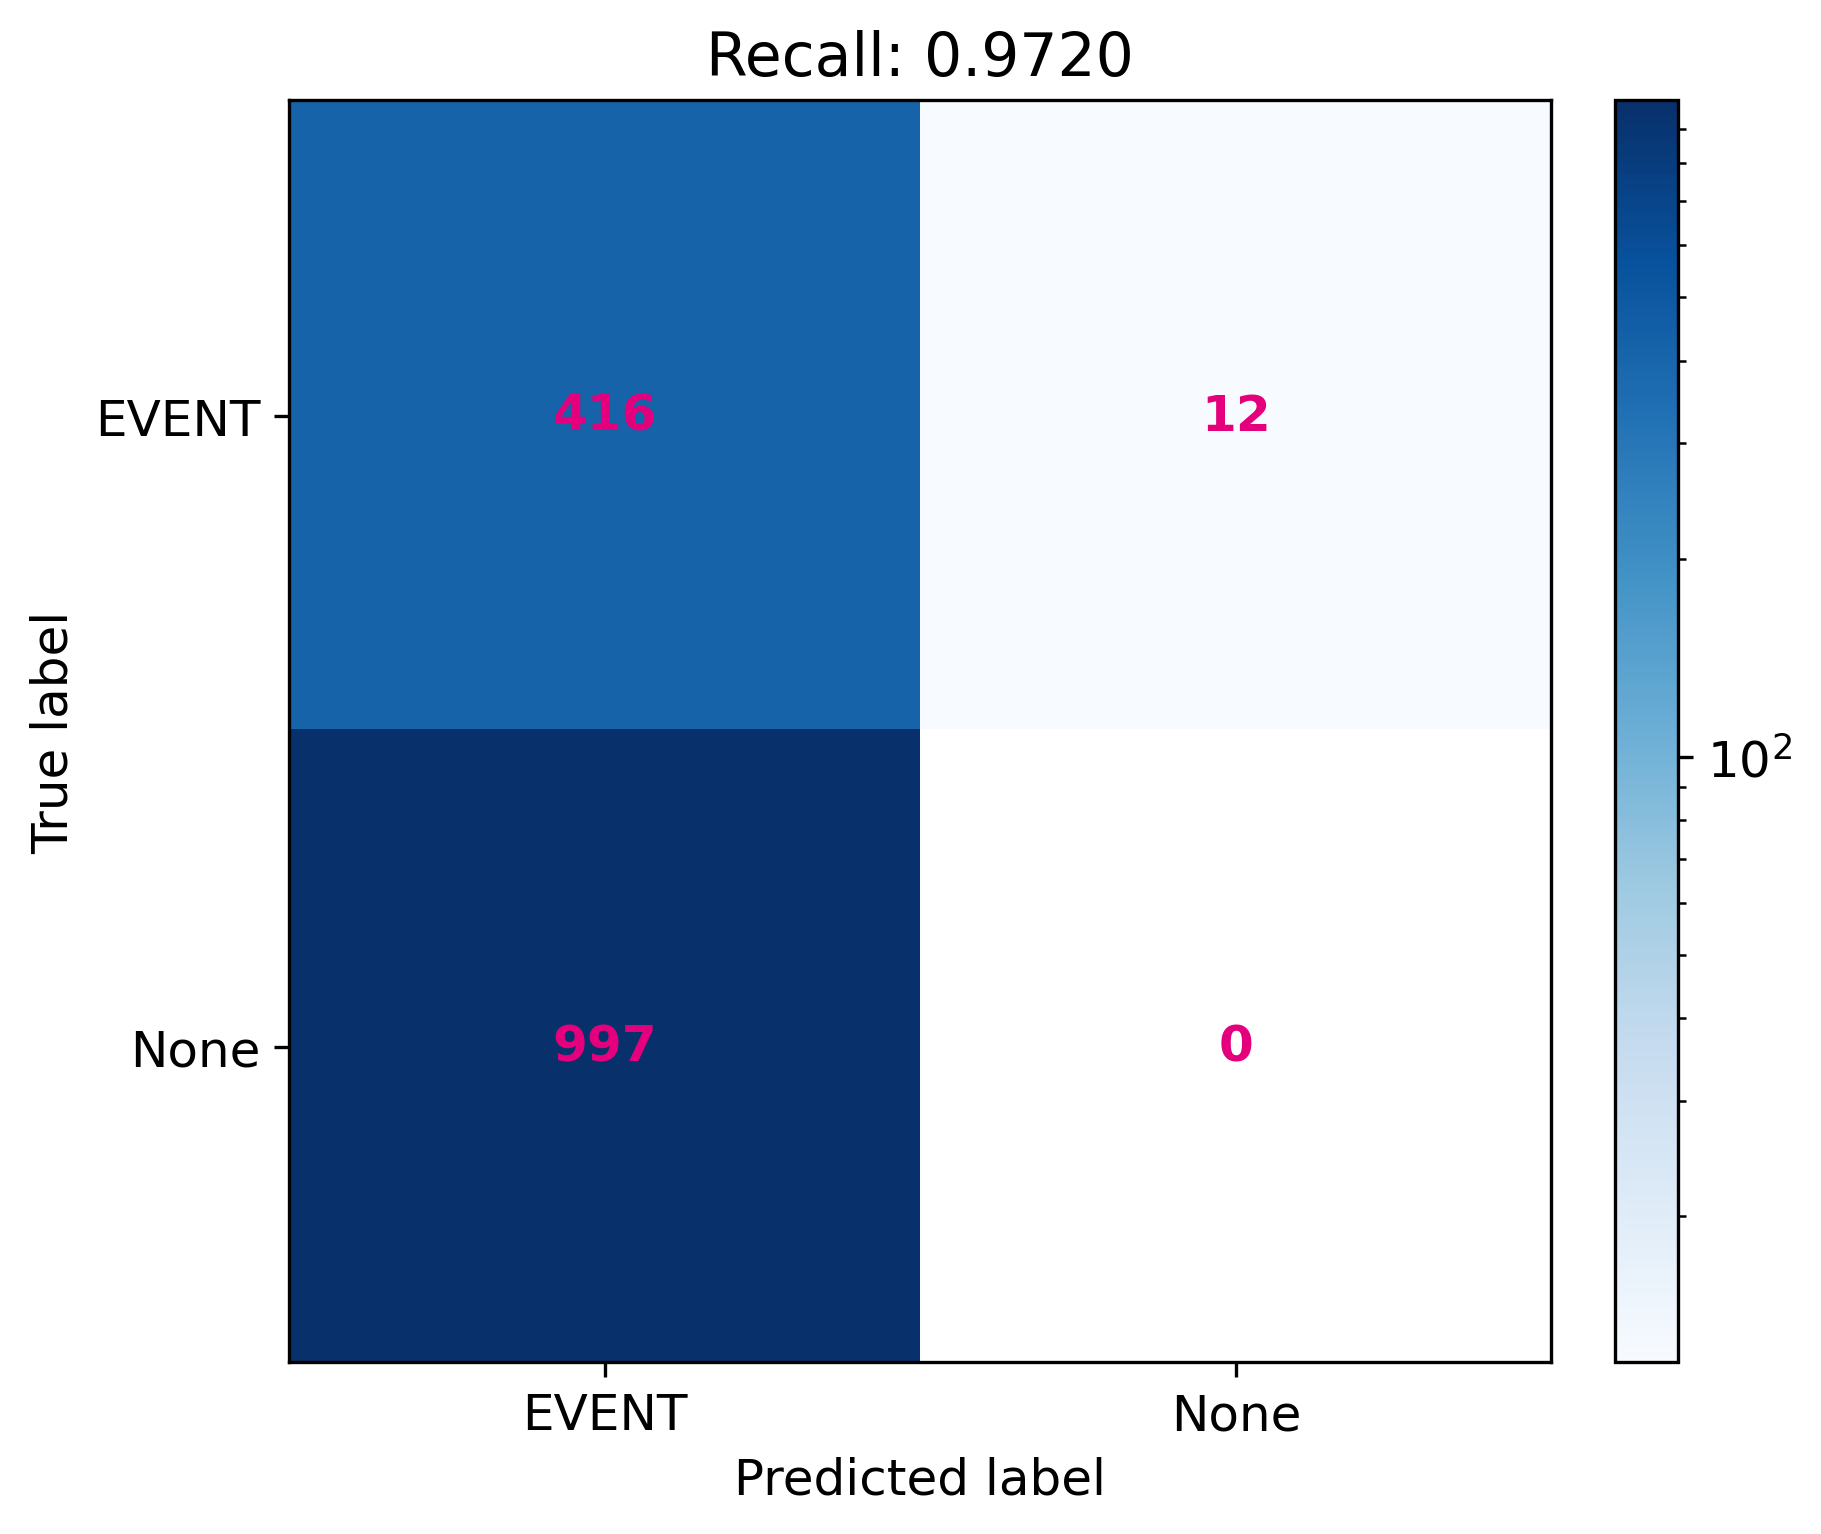 Recall: 0.9720
EVENT
416
12
True label
10²
None
997
0
EVENT
None
Predicted label